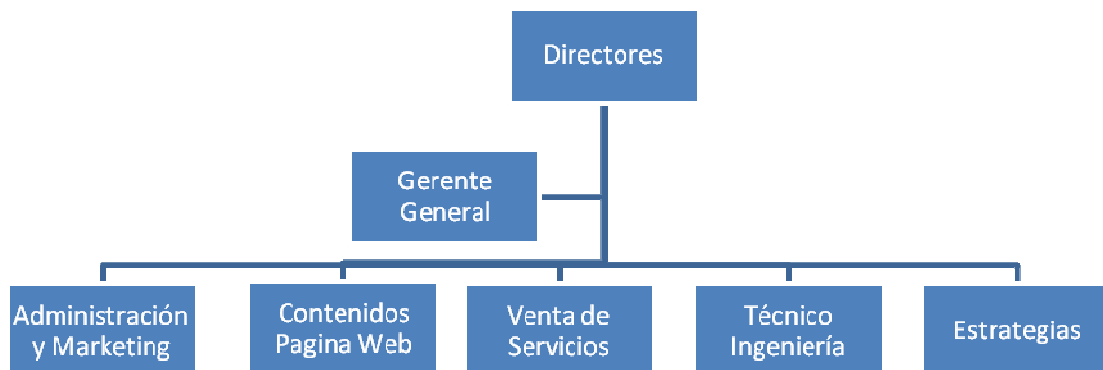 Directores
Gerente
General
Administración
y Marketing
Contenidos
Pagina Web
Venta de
Servicios
Técnico
Ingeniería
Estrategias